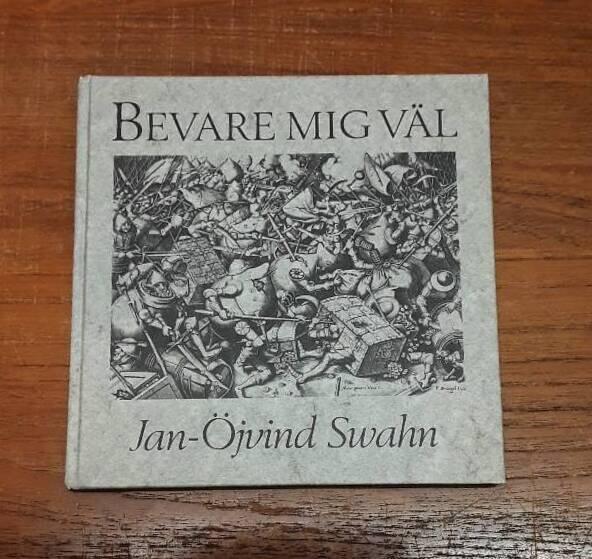 BEVARE MIG VÄL
Jan-Öjvind Swahn